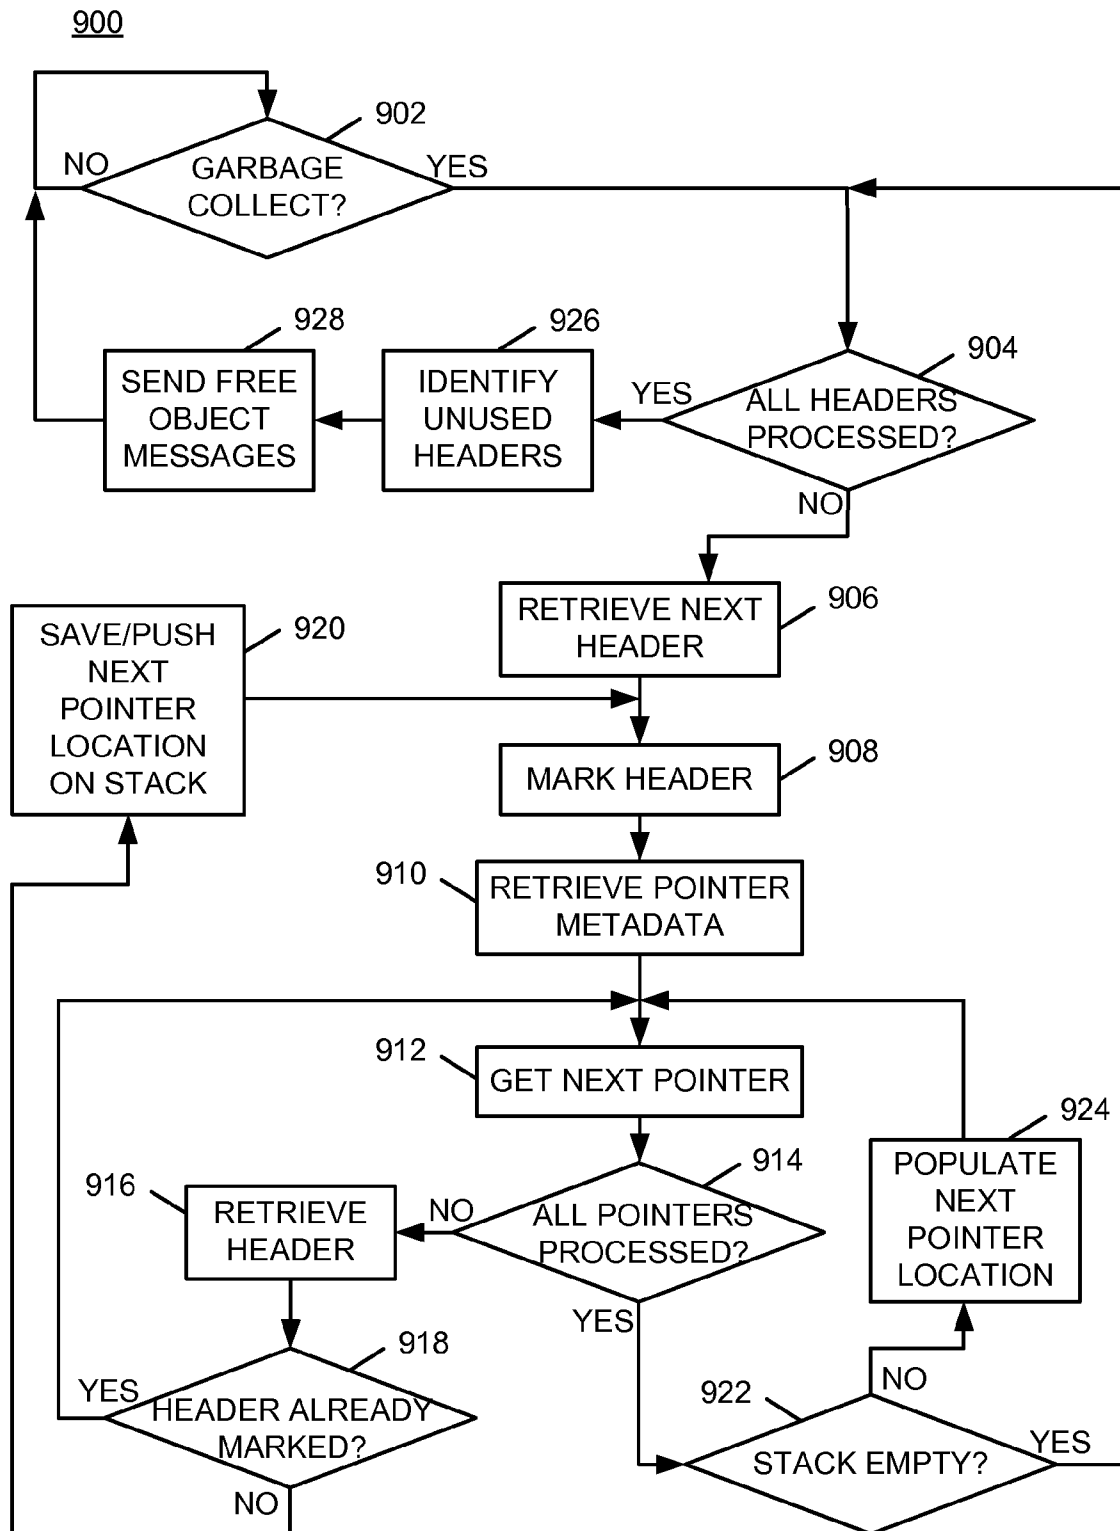 900
902
NO
GARBAGE
COLLECT?
YES
928
926
904
SEND FREE
OBJECT
MESSAGES
IDENTIFY
UNUSED
HEADERS
YES
ALL HEADERS
PROCESSED?
NO
906
RETRIEVE NEXT
HEADER
920
SAVE/PUSH
NEXT
POINTER
LOCATION
ON STACK
908
MARK HEADER
910
RETRIEVE POINTER
METADATA
912
GET NEXT POINTER
924
POPULATE
NEXT
POINTER
LOCATION
914
916
RETRIEVE
HEADER
NO
ALL POINTERS
PROCESSED?
YES
918
YES
HEADER ALREADY
MARKED?
NO
922
NO
STACK EMPTY?
YES